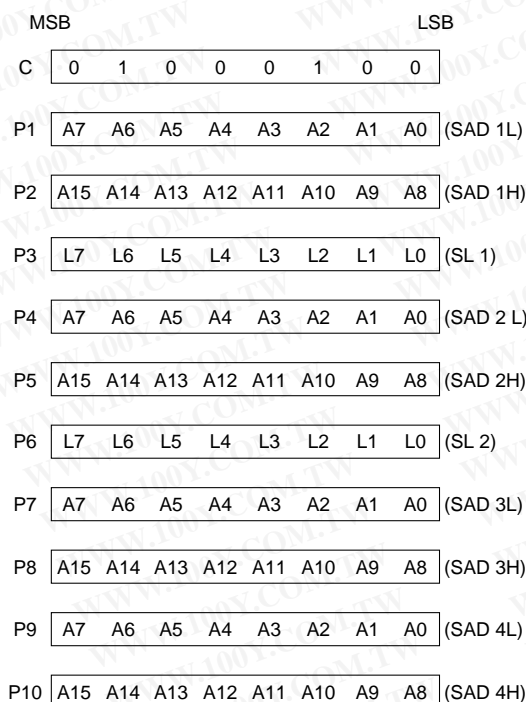 MSB LSB
C 0 1 0 0 0 1 0 0
P1 A7 A6 A5 A4 A3 A2 A1 A0 (SAD 1L)
P2 A15 A14 A13 A12 A11 A10 A9 A8 (SAD 1H)
P3 L7 L6 L5 L4 L3 L2 L1 L0 (SL 1)
P4 A7 A6 A5 A4 A3 A2 A1 A0 (SAD 2 L)
P5 A15 A14 A13 A12 A11 A10 A9 A8 (SAD 2H)
P6 L7 L6 L5 L4 L3 L2 L1 L0 (SL 2)
P7 A7 A6 A5 A4 A3 A2 A1 A0 (SAD 3L)
P8 A15 A14 A13 A12 A11 A10 A9 A8 (SAD 3H)
P9 A7 A6 A5 A4 A3 A2 A1 A0 (SAD 4L)
P10 A15 A14 A13 A12 A11 A10 A9 A8 (SAD 4H)
WWW.100Y.COM.TW